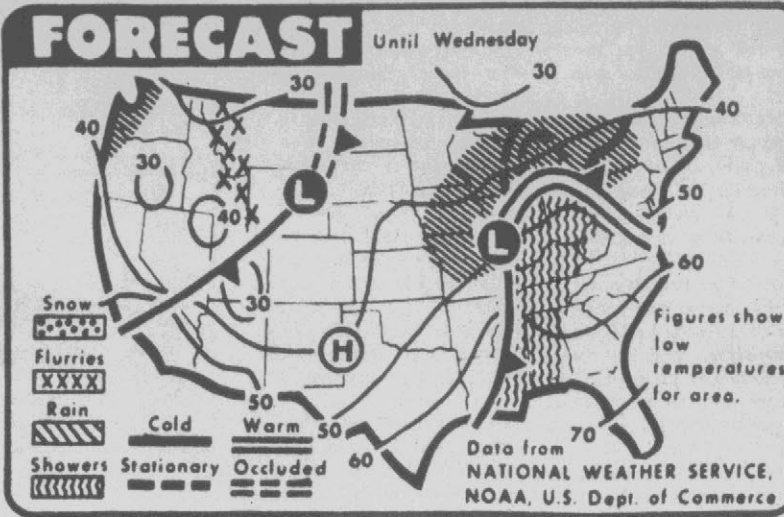 FORECAST
Until Wednesday
30
30
40
40
30
L
40
50
L
60
30
Snow
Figures show
low
temperatures
for area.
H
Flurries
XXXX
Rain
50
50
60
70
Cold
Warm
Showers
Stationary
Occluded
Data from
NATIONAL WEATHER SERVICE,
NOAA, U.S. Dept. of Commerce